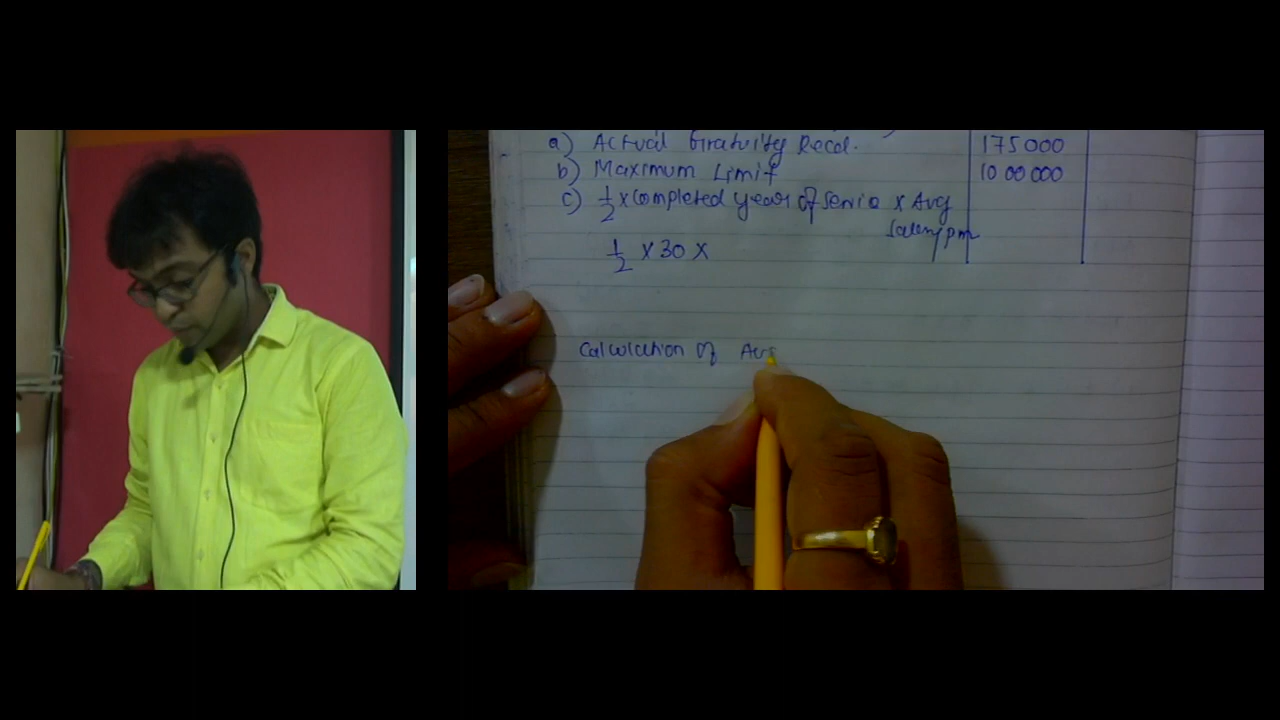 a) Actual Gratuity Recd. 175000
b) Maximum Limit 10 00 000
c) 1/2 x completed year of service x Avg
Salary pm
1/2 x 30 x
Calculation of Avg